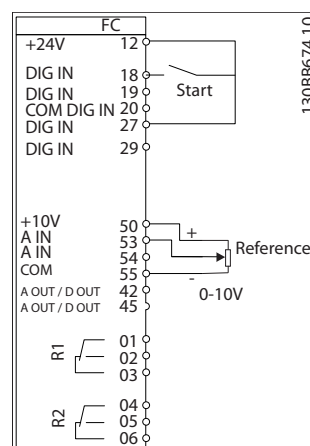 FC
+24V 12
DIG IN 18
DIG IN 19
COM DIG IN 20
DIG IN 27
DIG IN 29
Start
+10V 50
A IN 53
A IN 54
COM 55
A OUT / D OUT 42
A OUT / D OUT 45
+
Reference
-
0-10V
R1
01
02
03
R2
04
05
06
130BB674.10